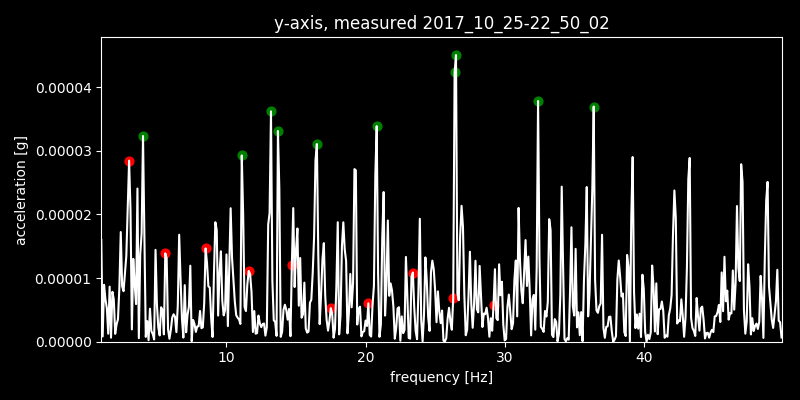 y-axis, measured 2017_10_25-22_50_02
acceleration [g]
0.00004
0.00003
0.00002
0.00001
0.00000
10 20 30 40
frequency [Hz]